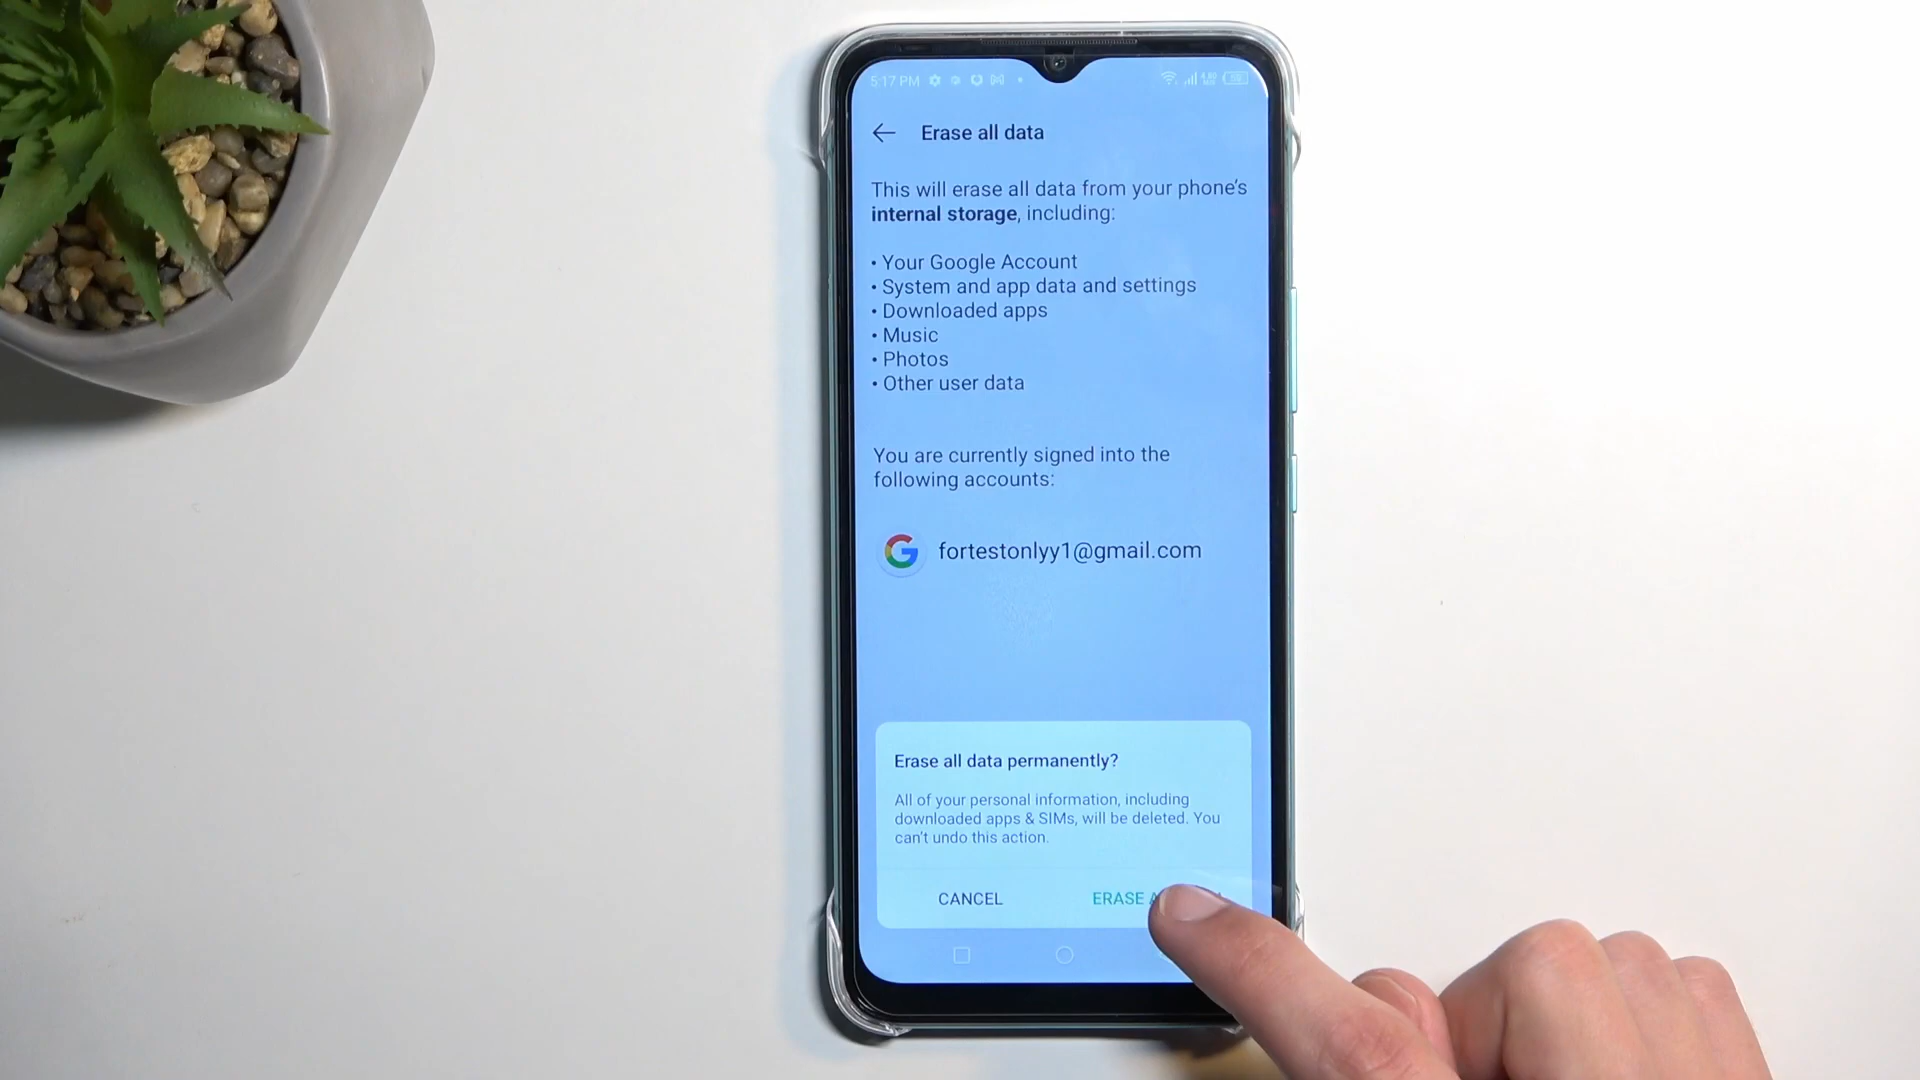 5:17 PM
Erase all data
This will erase all data from your phone's
internal storage, including:
• Your Google Account
• System and app data and settings
• Downloaded apps
• Music
• Photos
• Other user data
You are currently signed into the
following accounts:
fortestonlyy1@gmail.com
Erase all data permanently?
All of your personal information, including
downloaded apps & SIMs, will be deleted. You
can't undo this action.
CANCEL
ERASE